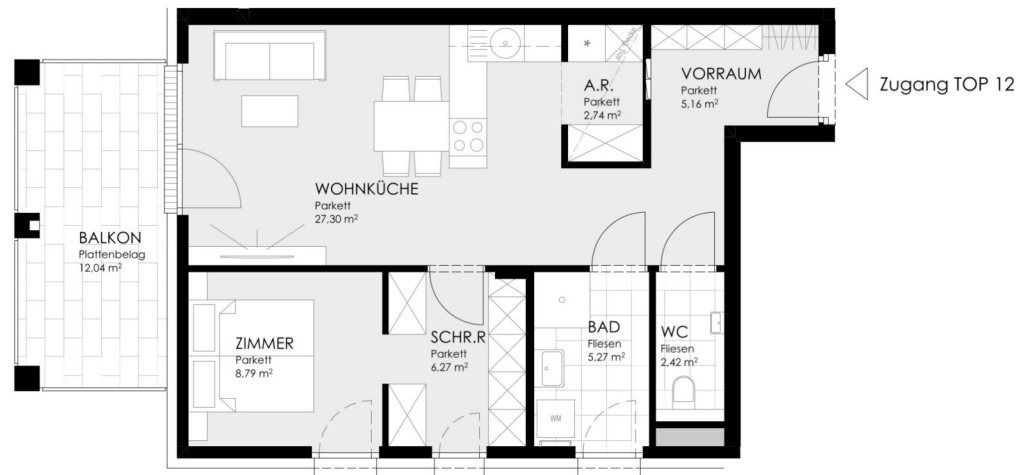 A.R.
Parkett
2,74 m²
abg. Decke
*
VORRAUM
Parkett
5,16 m²
Zugang TOP 12
WOHNKÜCHE
Parkett
27,30 m²
BALKON
Plattenbelag
12,04 m²
ZIMMER
Parkett
8,79 m²
SCHR.R
Parkett
6,27 m²
BAD
Fliesen
5,27 m²
WM
WC
Fliesen
2,42 m²